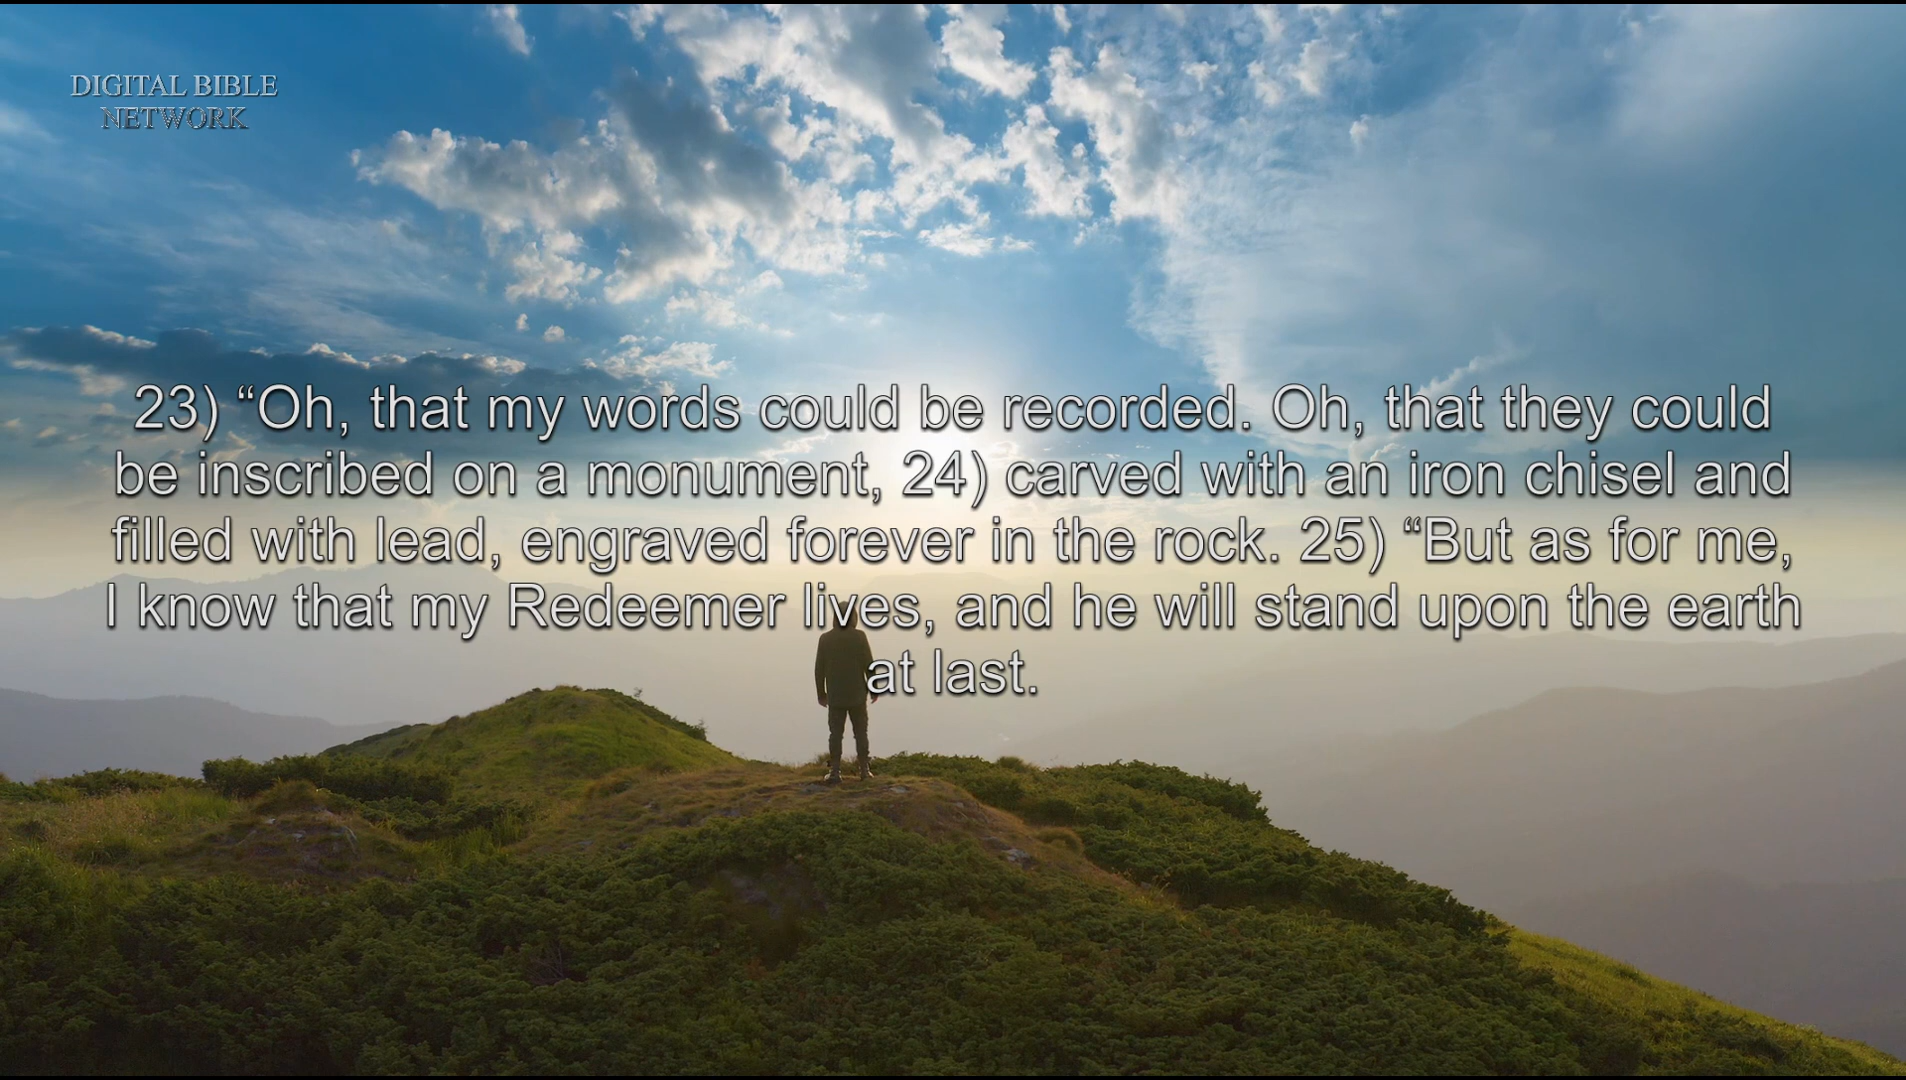 DIGITAL BIBLE
NETWORK
23) “Oh, that my words could be recorded. Oh, that they could
be inscribed on a monument, 24) carved with an iron chisel and
filled with lead, engraved forever in the rock. 25) “But as for me,
I know that my Redeemer lives, and he will stand upon the earth
at last.